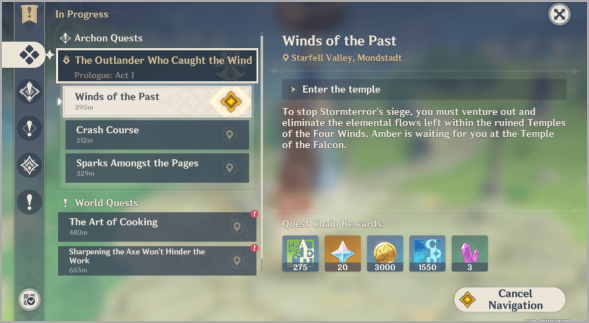 In Progress
Archon Quests
The Outlander Who Caught the Wind
Prologue: Act I
Winds of the Past
395m
Crash Course
212m
Sparks Amongst the Pages
329m
World Quests
The Art of Cooking
483m
Sharpening the Axe Won't Hinder the
Work
655m
Winds of the Past
Starfell Valley, Mondstadt
Enter the temple
To stop Stormterror's siege, you must venture out and
eliminate the elemental flows left within the ruined Temples
of the Four Winds. Amber is waiting for you at the Temple
of the Falcon.
Quest Chain Rewards:
275 20 3000 1550 3
Cancel
Navigation